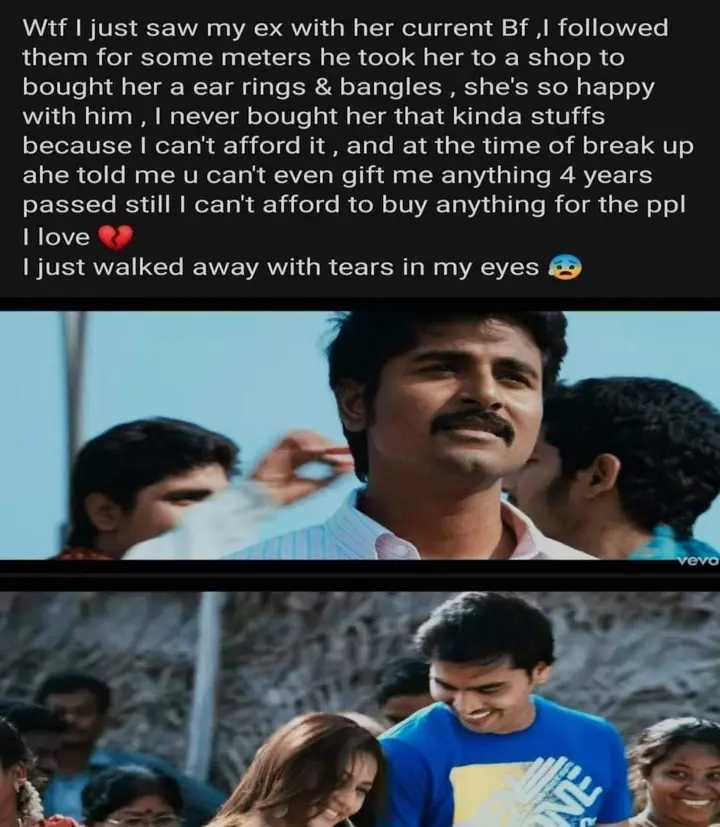 Wtf I just saw my ex with her current Bf ,I followed
them for some meters he took her to a shop to
bought her a ear rings & bangles , she's so happy
with him , I never bought her that kinda stuffs
because I can't afford it , and at the time of break up
ahe told me u can't even gift me anything 4 years
passed still I can't afford to buy anything for the ppl
I love 💔
I just walked away with tears in my eyes 😰
vevo